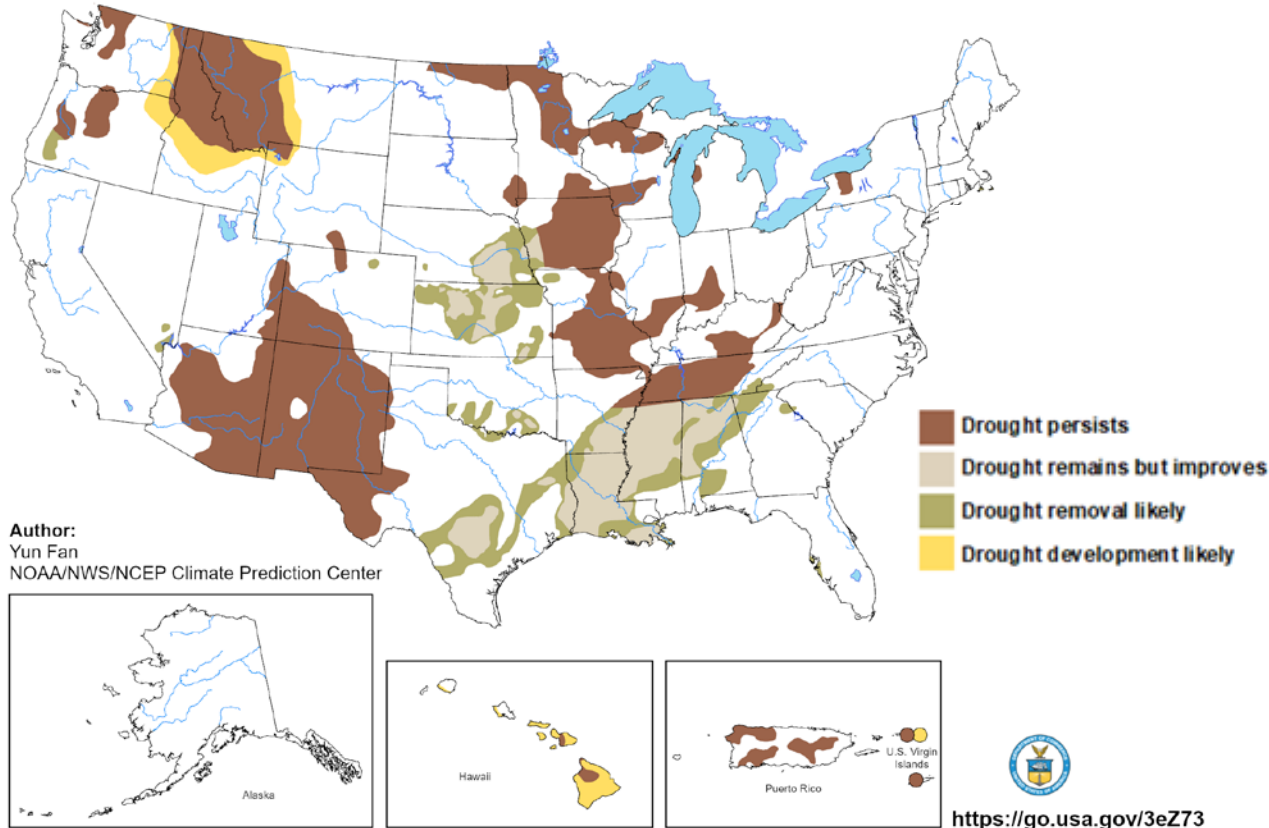 Drought persists
Drought remains but improves
Drought removal likely
Drought development likely
Author:
Yun Fan
NOAA/NWS/NCEP Climate Prediction Center
Alaska
Hawaii
Puerto Rico
U.S. Virgin
Islands
https://go.usa.gov/3eZ73